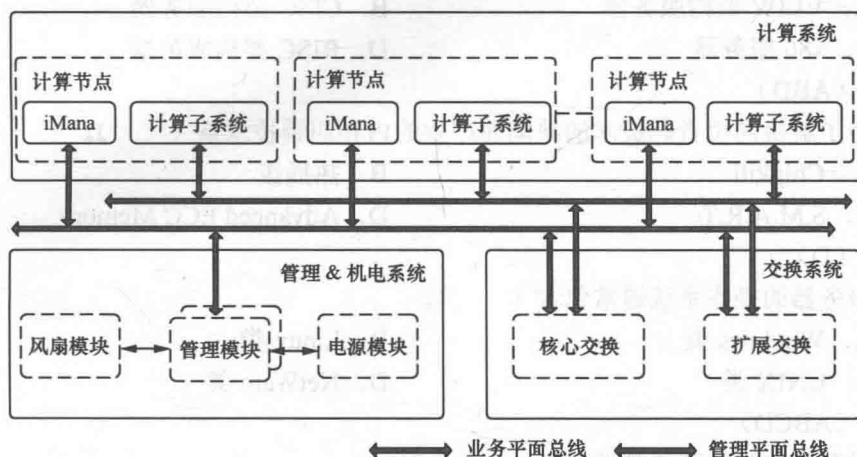 计算系统
计算节点
iMana 计算子系统
计算节点
iMana 计算子系统
计算节点
iMana 计算子系统
管理 & 机电系统
风扇模块 管理模块 电源模块
交换系统
核心交换 扩展交换
业务平面总线 管理平面总线